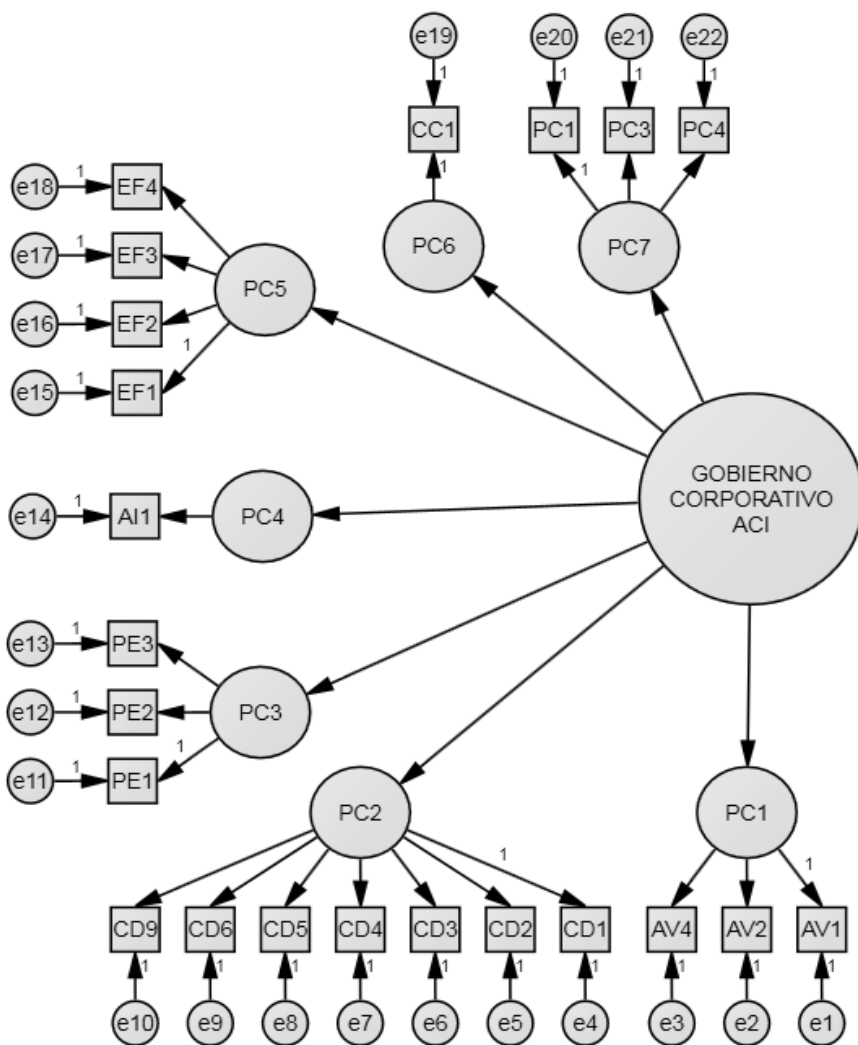 e19
e20
e21
e22
1
1
1
1
CC1
PC1
PC3
PC4
1
1
e18
1
EF4
PC6
PC7
e17
1
EF3
PC5
e16
1
EF2
1
e15
1
EF1
GOBIERNO
CORPORATIVO
ACI
e14
1
AI1
PC4
e13
1
PE3
e12
1
PE2
PC3
1
e11
1
PE1
PC2
PC1
1
1
CD9
CD6
CD5
CD4
CD3
CD2
CD1
AV4
AV2
AV1
1
1
1
1
1
1
1
1
1
1
e10
e9
e8
e7
e6
e5
e4
e3
e2
e1